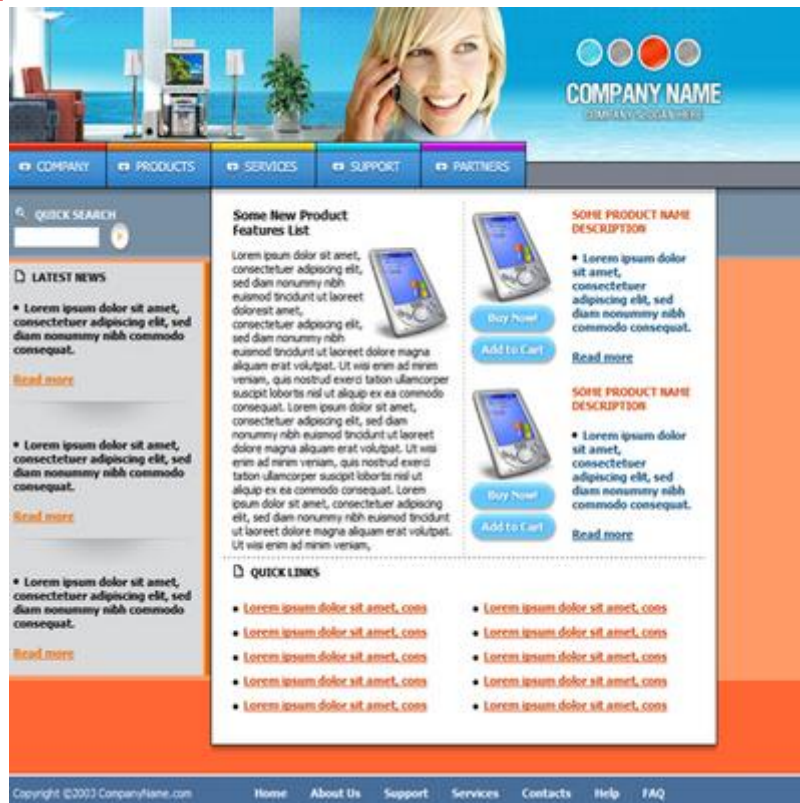 COMPANY NAME
COMPANY SLOGAN HERE
COMPANY
PRODUCTS
SERVICES
SUPPORT
PARTNERS
QUICK SEARCH
LATEST NEWS
• Lorem ipsum dolor sit amet,
consectetuer adipiscing elit, sed
diam nonummy nibh commodo
consequat.
Read more
• Lorem ipsum dolor sit amet,
consectetuer adipiscing elit, sed
diam nonummy nibh commodo
consequat.
Read more
• Lorem ipsum dolor sit amet,
consectetuer adipiscing elit, sed
diam nonummy nibh commodo
consequat.
Read more
Some New Product
Features List
Lorem ipsum dolor sit amet,
consectetuer adipiscing elit,
sed diam nonummy nibh
euismod tincidunt ut laoreet
doloresit amet,
consectetuer adipiscing elit,
sed diam nonummy nibh
euismod tincidunt ut laoreet dolore magna
aliquam erat volutpat. Ut wisi enim ad minim
veniam, quis nostrud exerci tation ullamcorper
suscipit lobortis nisl ut aliquip ex ea commodo
consequat. Lorem ipsum dolor sit amet,
consectetuer adipiscing elit, sed diam
nonummy nibh euismod tincidunt ut laoreet
dolore magna aliquam erat volutpat. Ut wisi
enim ad minim veniam, quis nostrud exerci
tation ullamcorper suscipit lobortis nisl ut
aliquip ex ea commodo consequat. Lorem
ipsum dolor sit amet, consectetuer adipiscing
elit, sed diam nonummy nibh euismod tincidunt
ut laoreet dolore magna aliquam erat volutpat.
Ut wisi enim ad minim veniam,
Buy Now!
Add to Cart
SOME PRODUCT NAME
DESCRIPTION
• Lorem ipsum dolor
sit amet,
consectetuer
adipiscing elit, sed
diam nonummy nibh
commodo consequat.
Read more
Buy Now!
Add to Cart
SOME PRODUCT NAME
DESCRIPTION
• Lorem ipsum dolor
sit amet,
consectetuer
adipiscing elit, sed
diam nonummy nibh
commodo consequat.
Read more
QUICK LINKS
• Lorem ipsum dolor sit amet, cons
• Lorem ipsum dolor sit amet, cons
• Lorem ipsum dolor sit amet, cons
• Lorem ipsum dolor sit amet, cons
• Lorem ipsum dolor sit amet, cons
• Lorem ipsum dolor sit amet, cons
• Lorem ipsum dolor sit amet, cons
• Lorem ipsum dolor sit amet, cons
• Lorem ipsum dolor sit amet, cons
• Lorem ipsum dolor sit amet, cons
Copyright ©2003 CompanyName.com
Home About Us Support Services Contacts Help FAQ